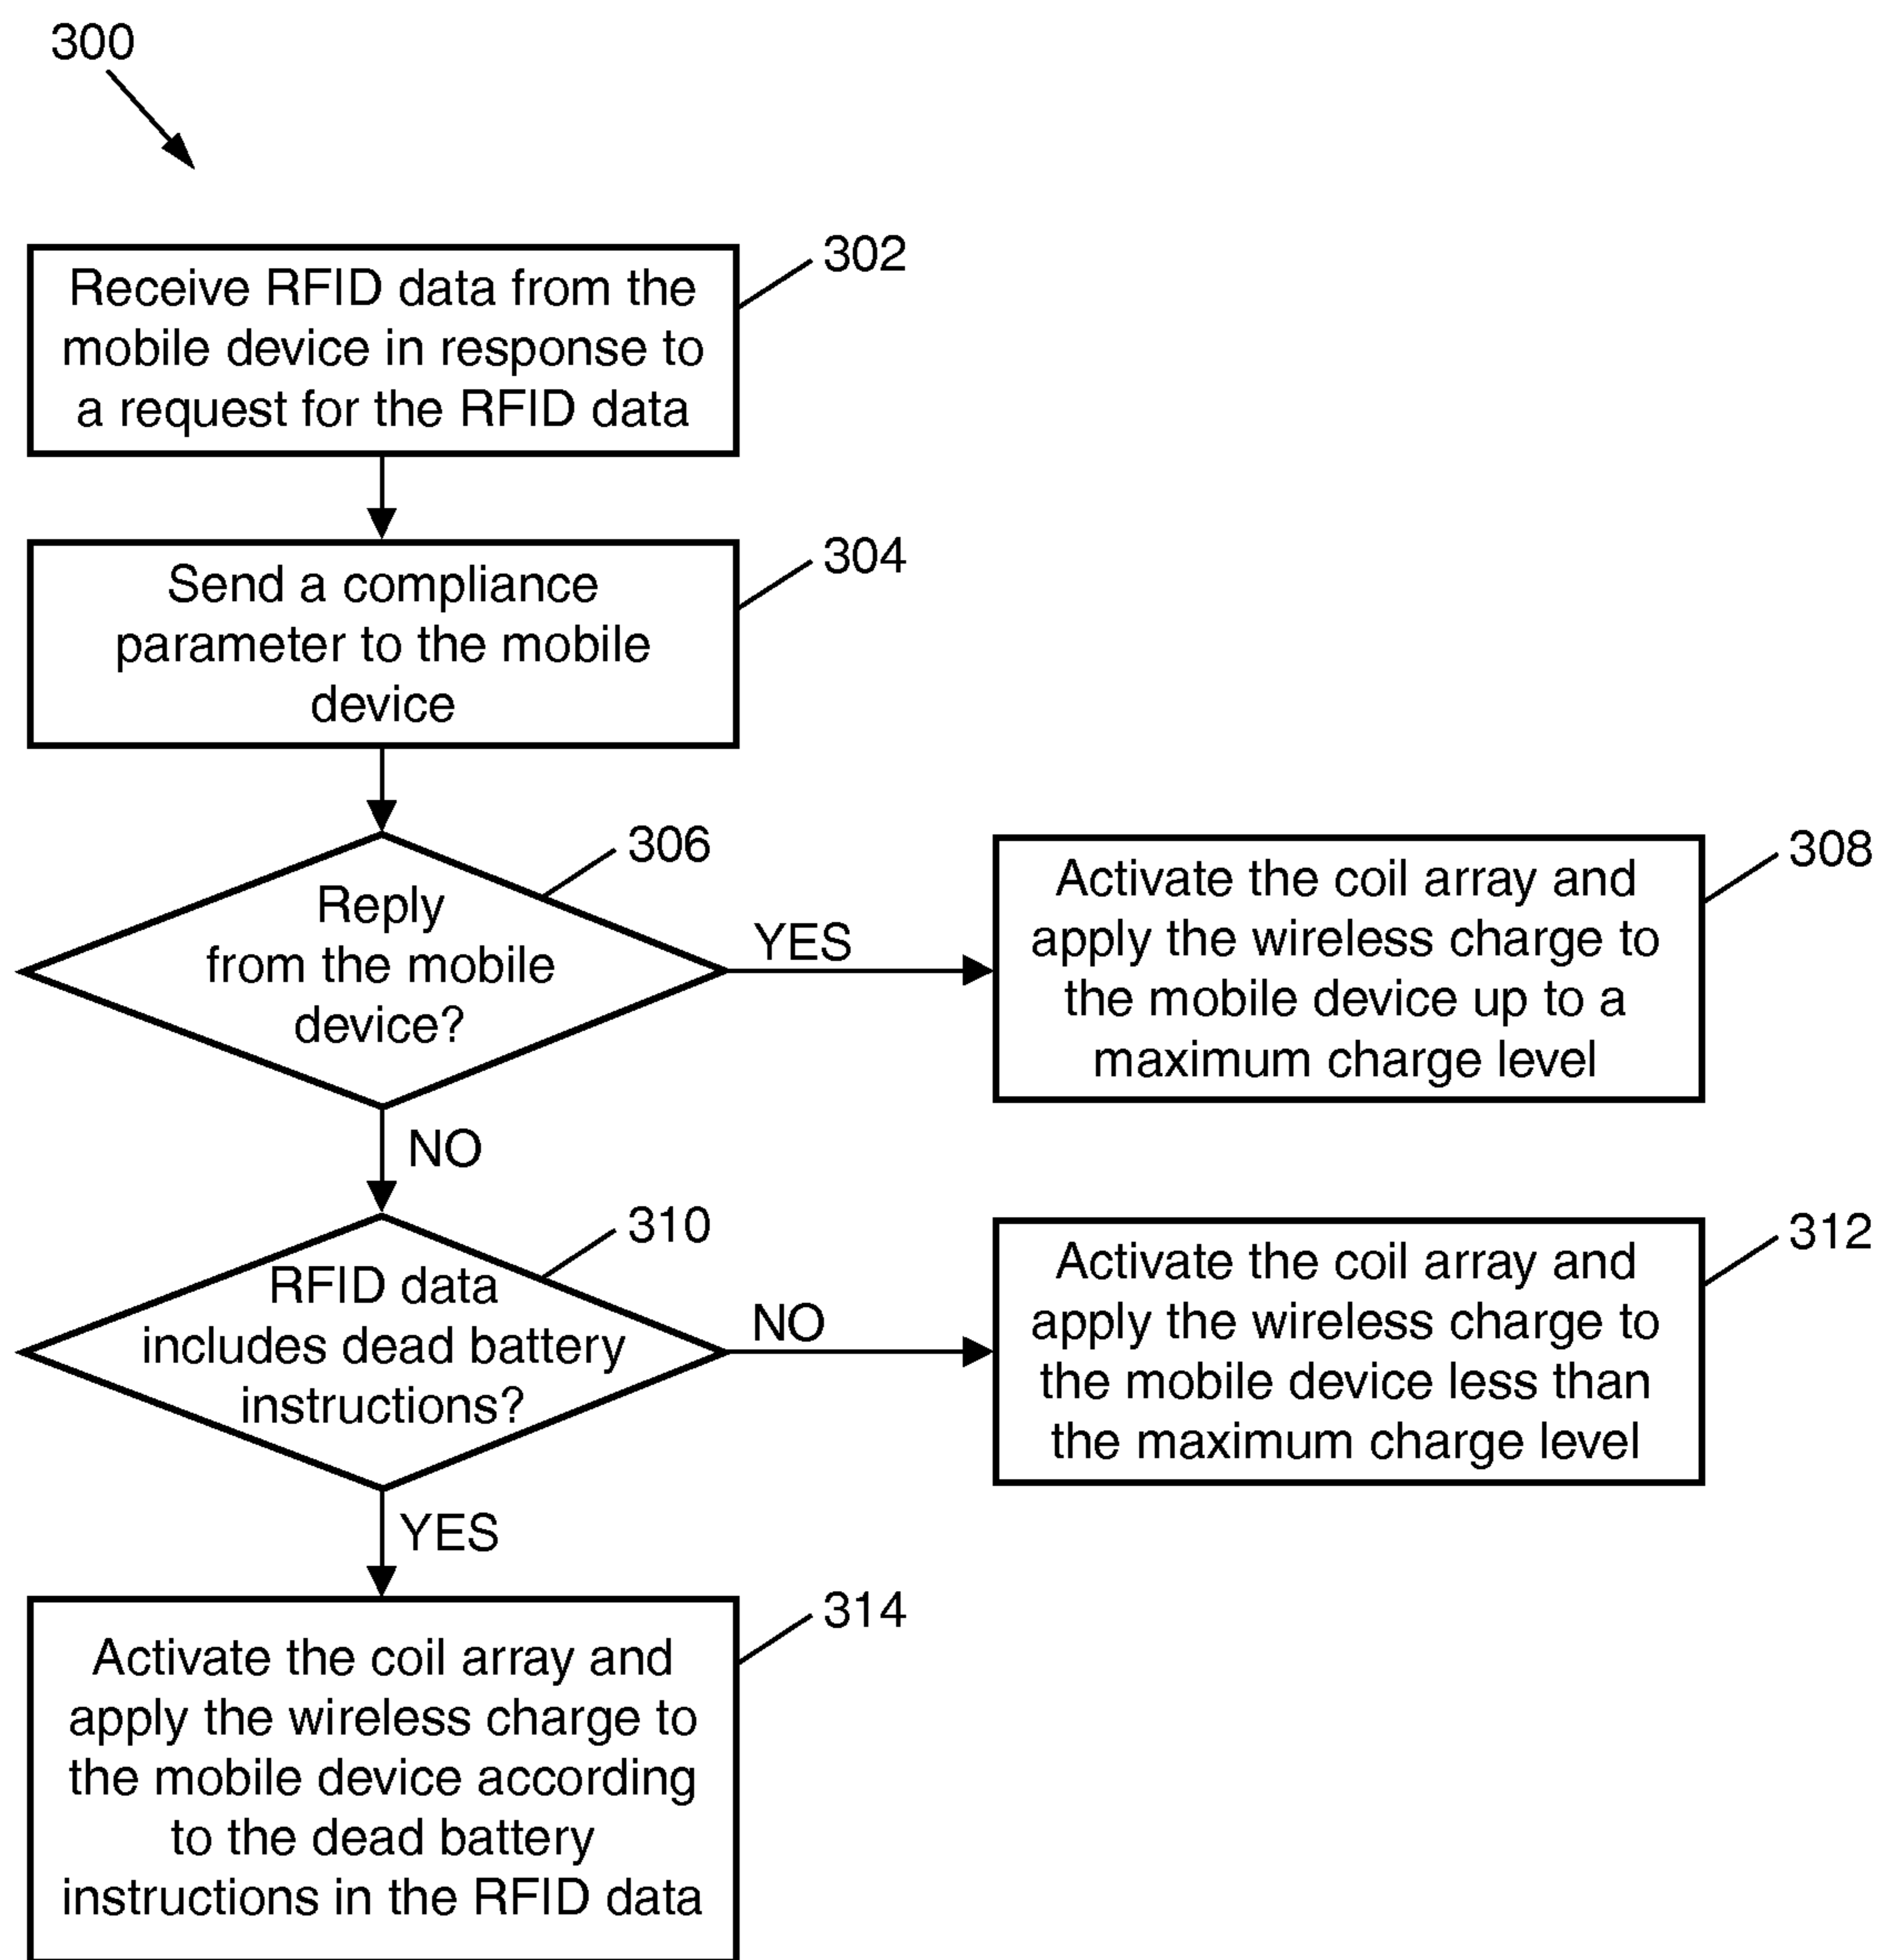 300
302
Receive RFID data from the
mobile device in response to
a request for the RFID data
304
Send a compliance
parameter to the mobile
device
306
Reply
from the mobile
device?
YES
308
Activate the coil array and
apply the wireless charge to
the mobile device up to a
maximum charge level
NO
310
RFID data
includes dead battery
instructions?
NO
312
Activate the coil array and
apply the wireless charge to
the mobile device less than
the maximum charge level
YES
314
Activate the coil array and
apply the wireless charge to
the mobile device according
to the dead battery
instructions in the RFID data